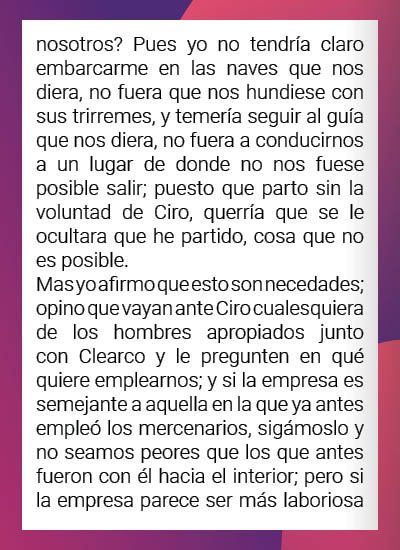 nosotros? Pues yo no tendría claro
embarcarme en las naves que nos
diera, no fuera que nos hundiese con
sus trirremes, y temería seguir al guía
que nos diera, no fuera a conducirnos
a un lugar de donde no nos fuese
posible salir; puesto que parto sin la
voluntad de Ciro, querría que se le
ocultara que he partido, cosa que no
es posible.
Mas yo afirmo que esto son necedades;
opino que vayan ante Ciro cualesquiera
de los hombres apropiados junto
con Clearco y le pregunten en qué
quiere emplearnos; y si la empresa es
semejante a aquella en la que ya antes
empleó los mercenarios, sigámoslo y
no seamos peores que los que antes
fueron con él hacia el interior; pero si
la empresa parece ser más laboriosa